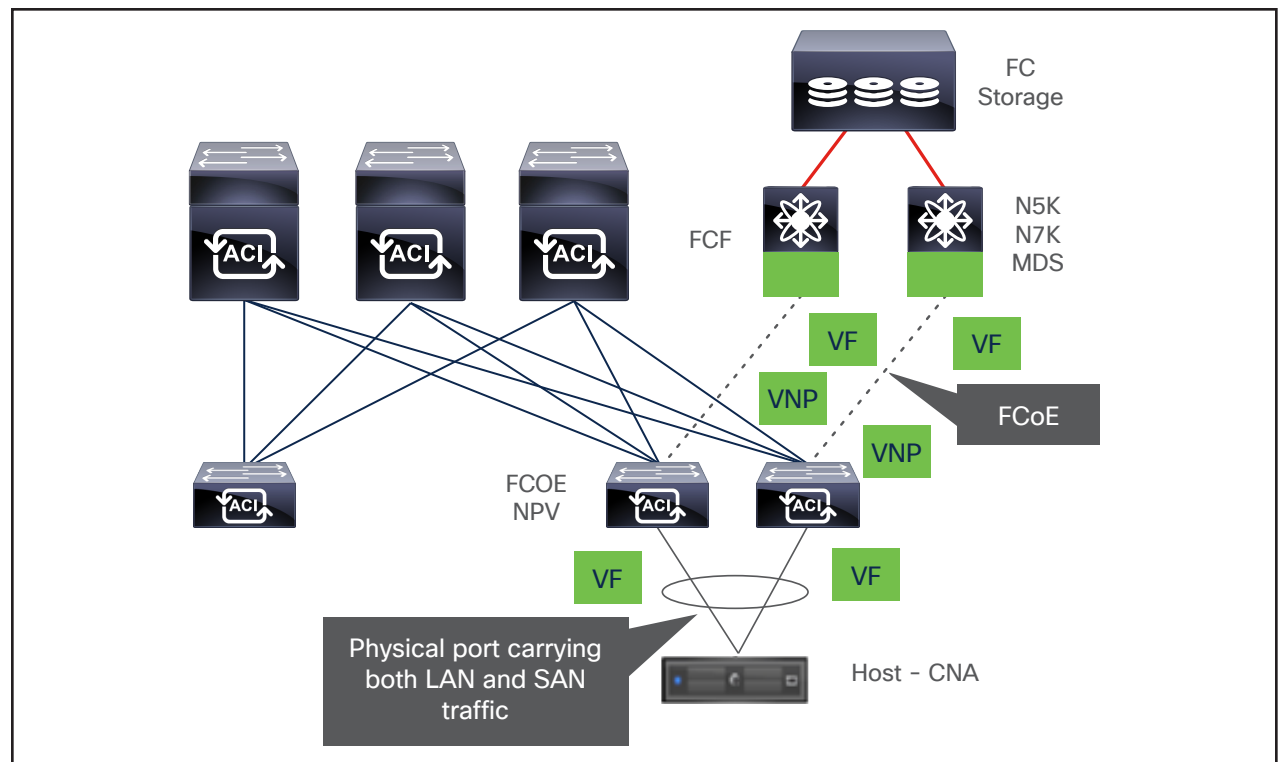 FC
Storage
N5K
N7K
MDS
FCF
ACI
ACI
ACI
VF
VF
VNP
FCoE
VNP
FCOE
NPV
ACI
ACI
ACI
VF
VF
Physical port carrying
both LAN and SAN
traffic
Host - CNA